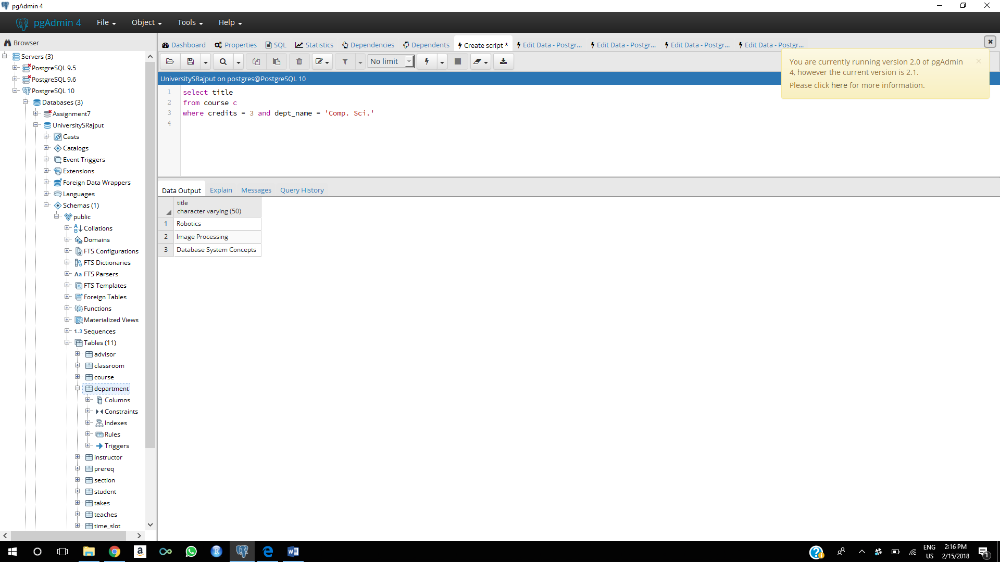 pgAdmin 4
pgAdmin 4 File Object Tools Help
Browser
Servers (3)
PostgreSQL 9.5
PostgreSQL 9.6
PostgreSQL 10
Databases (3)
Assignment7
UniversitySRajput
Casts
Catalogs
Event Triggers
Extensions
Foreign Data Wrappers
Languages
Schemas (1)
public
Collations
Domains
FTS Configurations
FTS Dictionaries
FTS Parsers
FTS Templates
Foreign Tables
Functions
Materialized Views
Sequences
Tables (11)
advisor
classroom
course
department
Columns
Constraints
Indexes
Rules
Triggers
instructor
prereq
section
student
takes
teaches
time_slot
Dashboard Properties SQL Statistics Dependencies Dependents Create script * Edit Data - Postgr... Edit Data - Postgr... Edit Data - Postgr... Edit Data - Postgr...
No limit
You are currently running version 2.0 of pgAdmin
4, however the current version is 2.1.
Please click here for more information.
UniversitySRajput on postgres@PostgreSQL 10
1 select title
2 from course c
3 where credits = 3 and dept_name = 'Comp. Sci.'
4
Data Output Explain Messages Query History
title
character varying (50)
1 Robotics
2 Image Processing
3 Database System Concepts
ENG
US
2:16 PM
2/15/2018
1